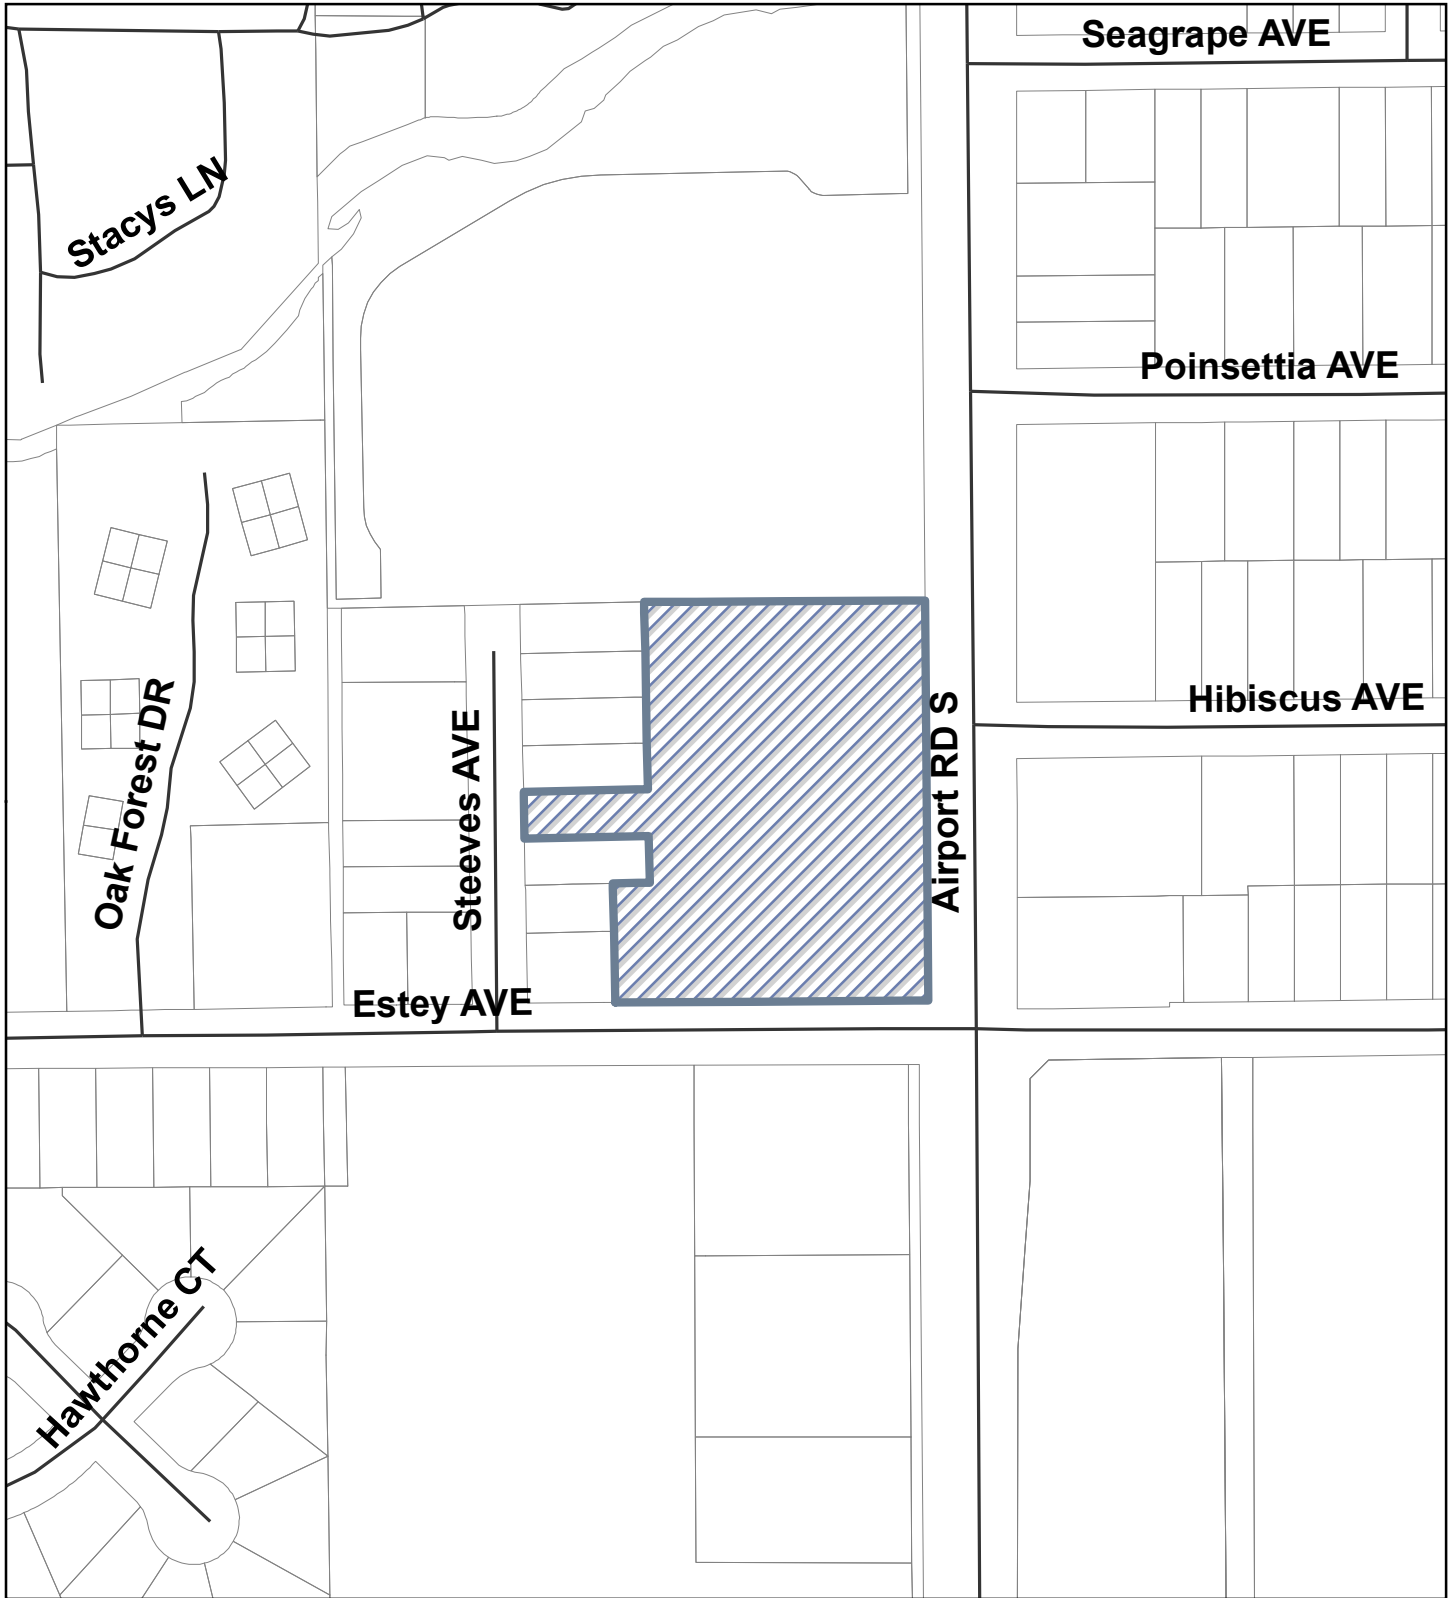 Seagrape AVE
Stacys LN
Poinsettia AVE
Hibiscus AVE
Oak Forest DR
Steeves AVE
Airport RD S
Estey AVE
Hawthorne CT